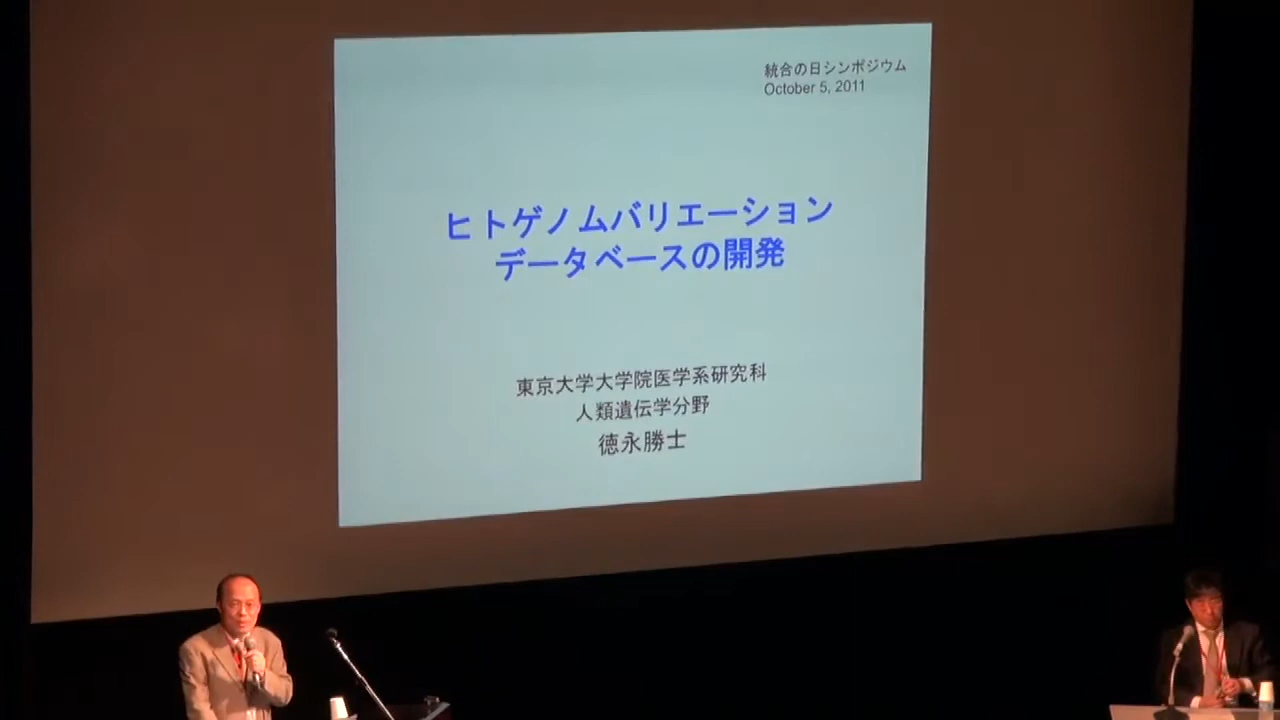 統合の日シンポジウム
October 5, 2011
ヒトゲノムバリエーション
データベースの開発
東京大学大学院医学系研究科
人類遺伝学分野
徳永勝士